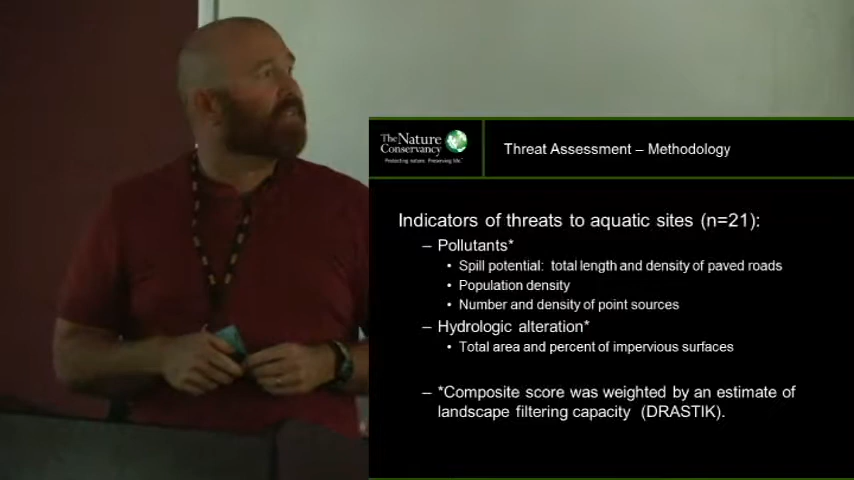 The Nature
Conservancy
Protecting nature. Preserving life.™
Threat Assessment – Methodology
Indicators of threats to aquatic sites (n=21):
– Pollutants*
• Spill potential: total length and density of paved roads
• Population density
• Number and density of point sources
– Hydrologic alteration*
• Total area and percent of impervious surfaces
– *Composite score was weighted by an estimate of
landscape filtering capacity (DRASTIK).